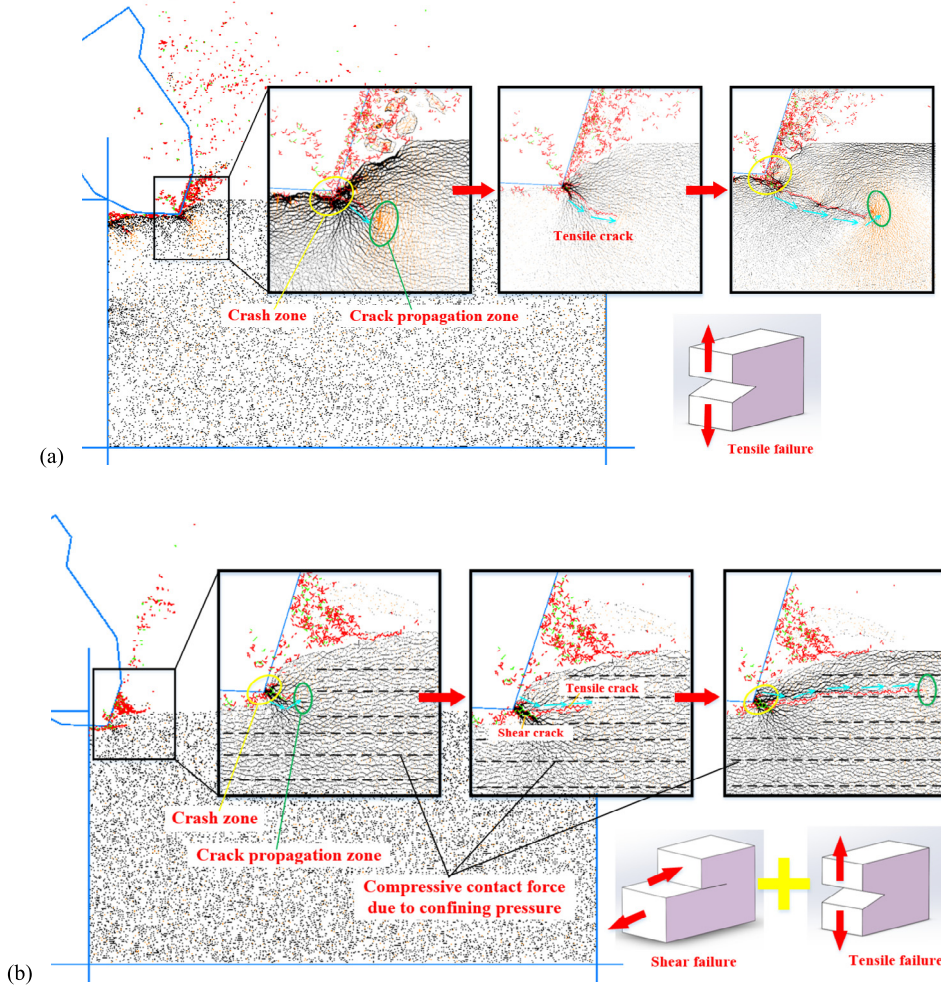 Tensile crack
Crash zone
Crack propagation zone
Tensile failure
(a)
Tensile crack
Shear crack
Crash zone
Crack propagation zone
Compressive contact force
due to confining pressure
Shear failure
Tensile failure
(b)